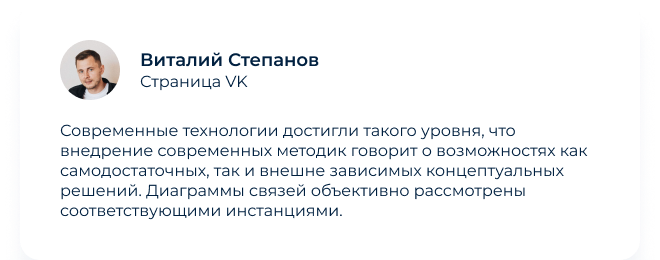 Виталий Степанов
Страница VK
Современные технологии достигли такого уровня, что
внедрение современных методик говорит о возможностях как
самодостаточных, так и внешне зависимых концептуальных
решений. Диаграммы связей объективно рассмотрены
соответствующими инстанциями.